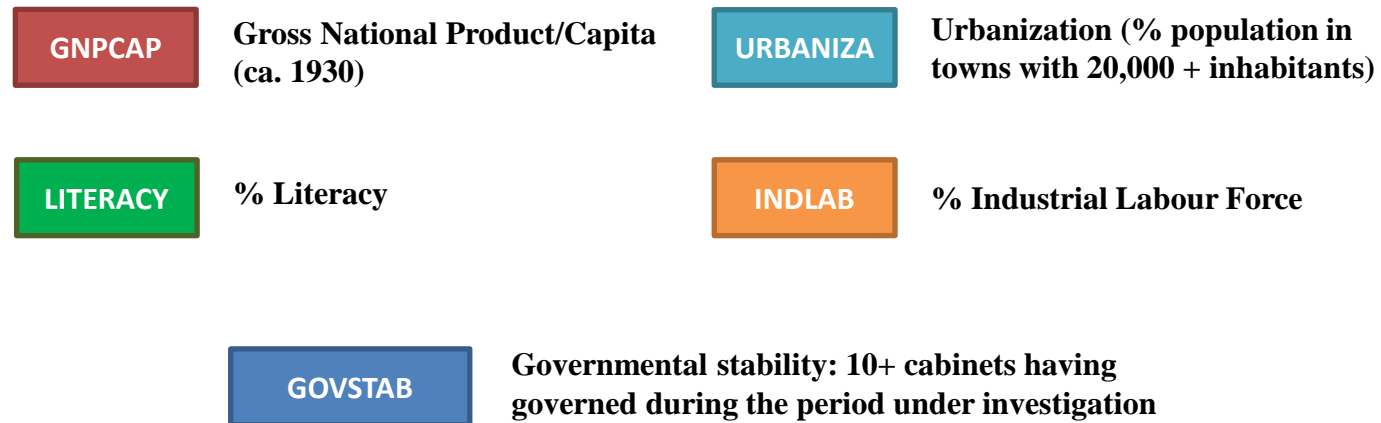 GNPCAP
Gross National Product/Capita
(ca. 1930)
URBANIZA
Urbanization (% population in
towns with 20,000 + inhabitants)
LITERACY
% Literacy
INDLAB
% Industrial Labour Force
GOVSTAB
Governmental stability: 10+ cabinets having
governed during the period under investigation